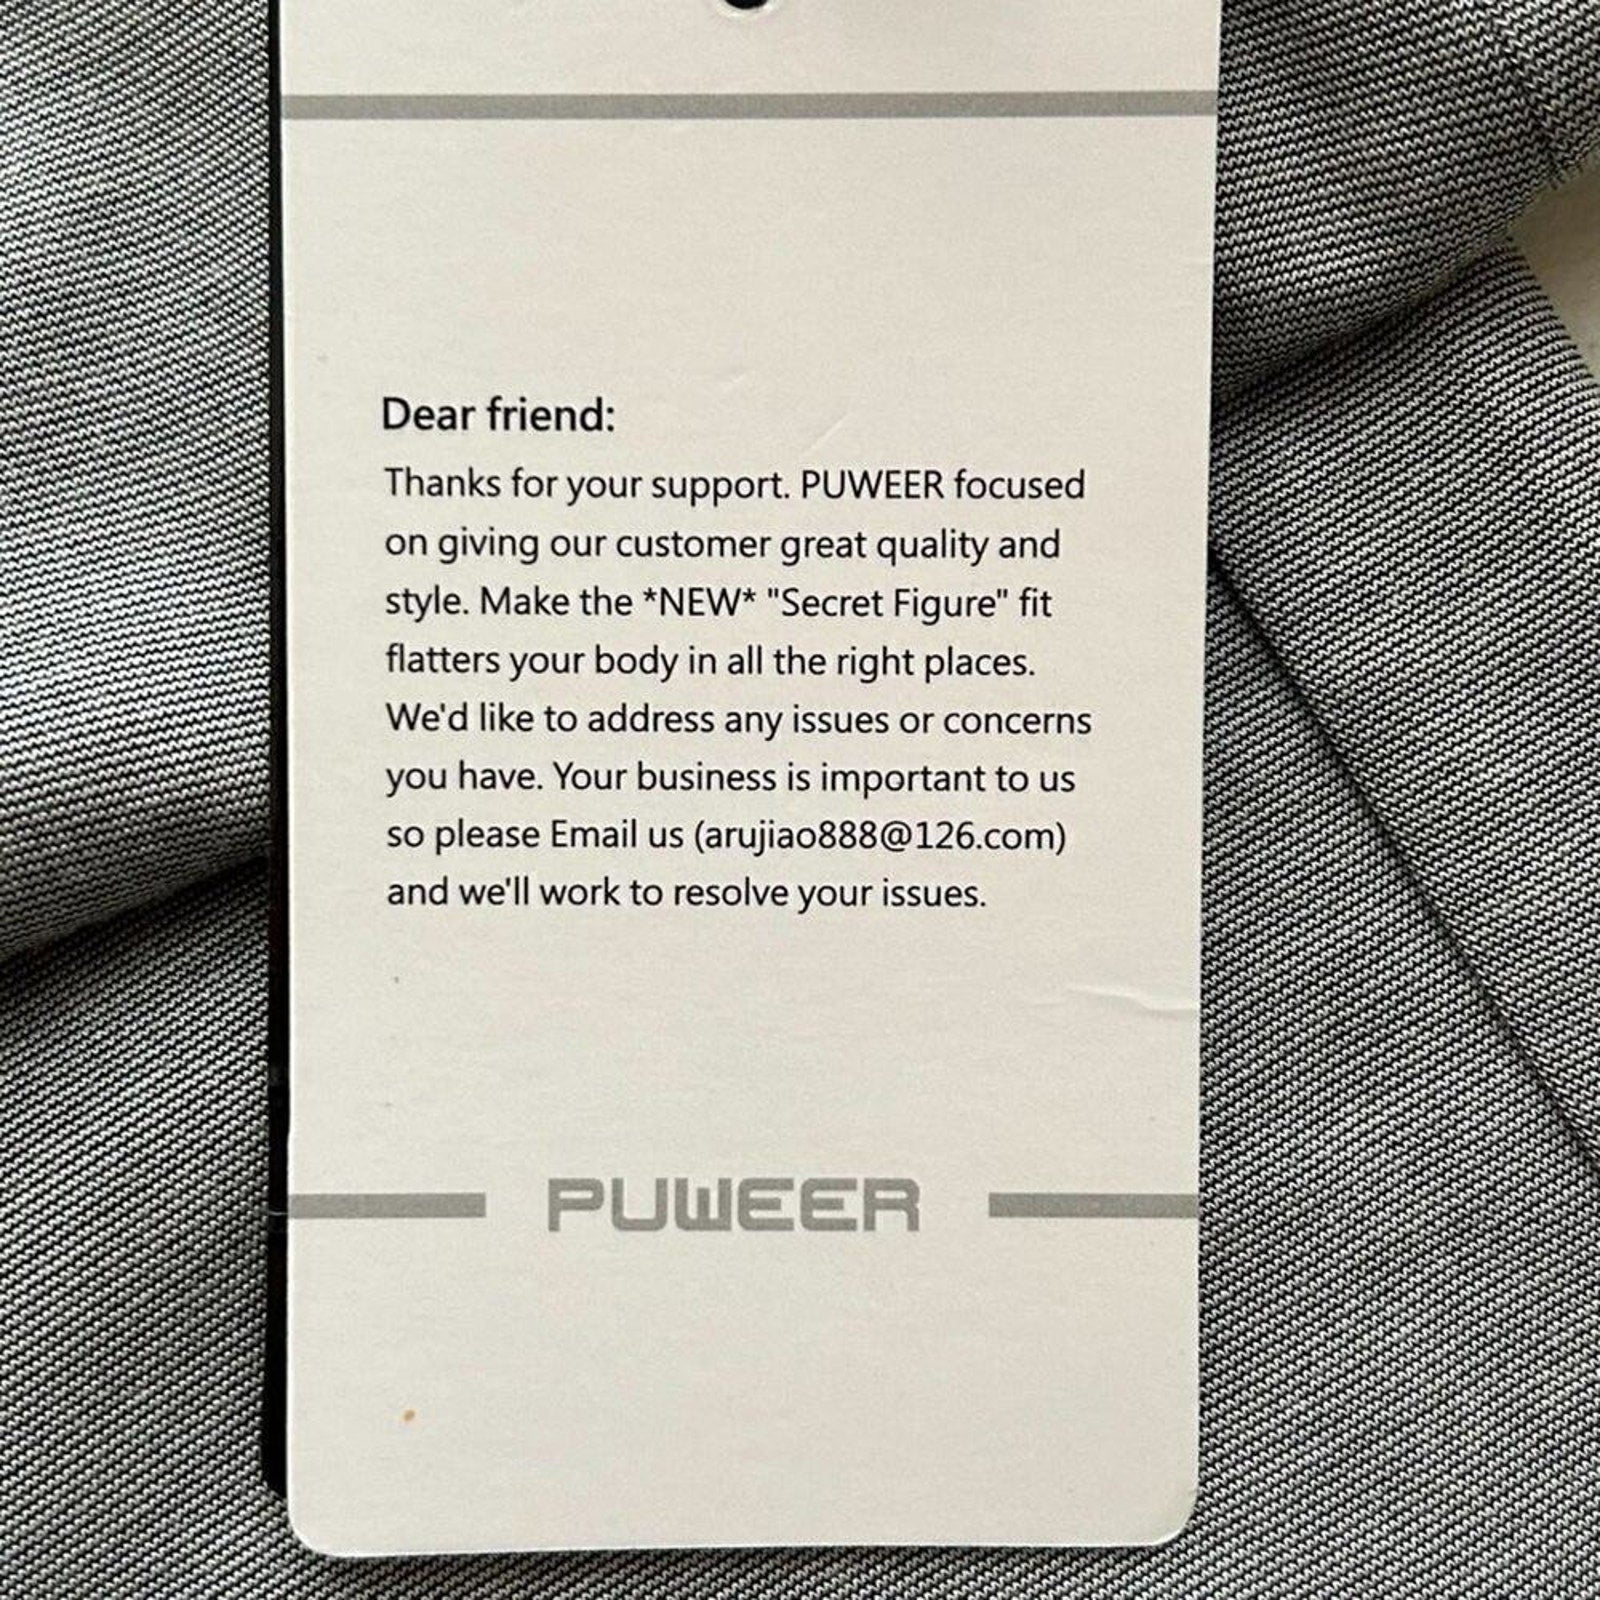 Dear friend:
Thanks for your support. PUWEER focused
on giving our customer great quality and
style. Make the *NEW* "Secret Figure" fit
flatters your body in all the right places.
We'd like to address any issues or concerns
you have. Your business is important to us
so please Email us (arujiao888@126.com)
and we'll work to resolve your issues.
PUWEER